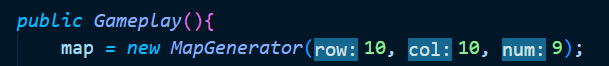 public Gameplay(){
map = new MapGenerator(row: 10, col: 10, num: 9);